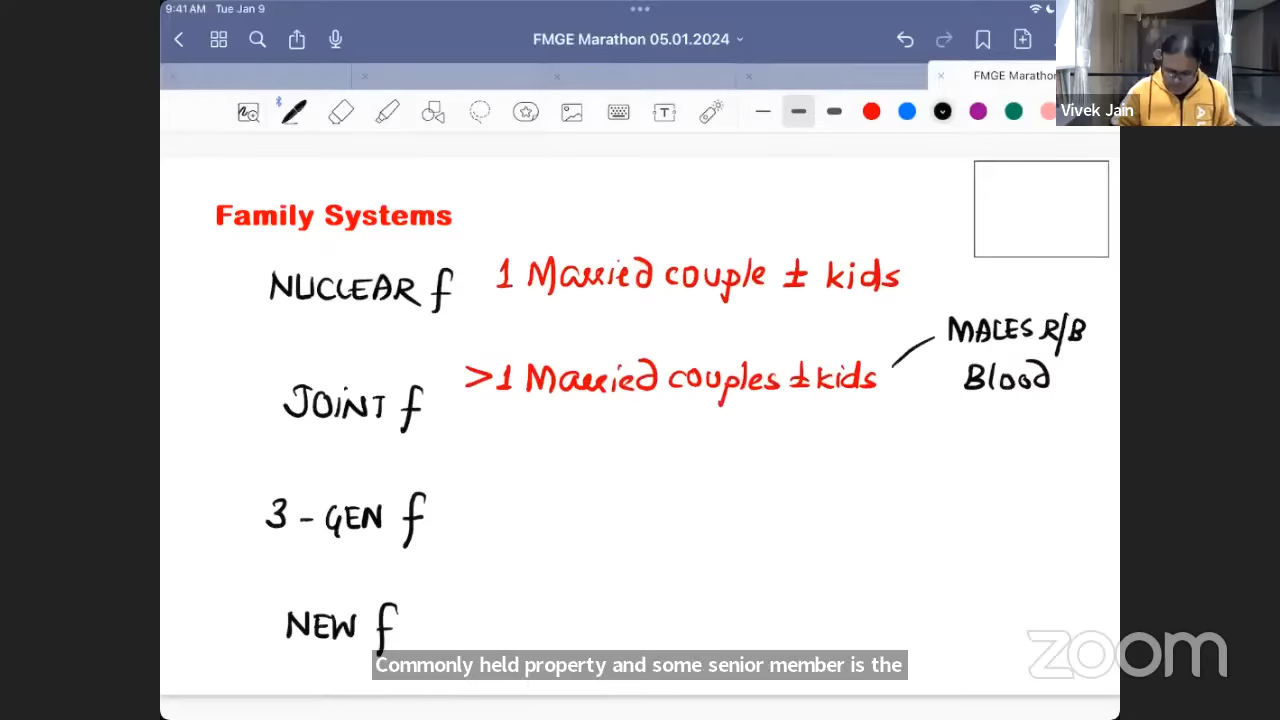 9:41 AM Tue Jan 9
FMGE Marathon 05.01.2024
FMGE Marathon
T
Vivek Jain
Family Systems
NUCLEAR f 1 Married couple ± kids
MALES R/B
Blood
JOINT f >1 Married couples ± kids
3 - GEN f
NEW f
Commonly held property and some senior member is the
zoom